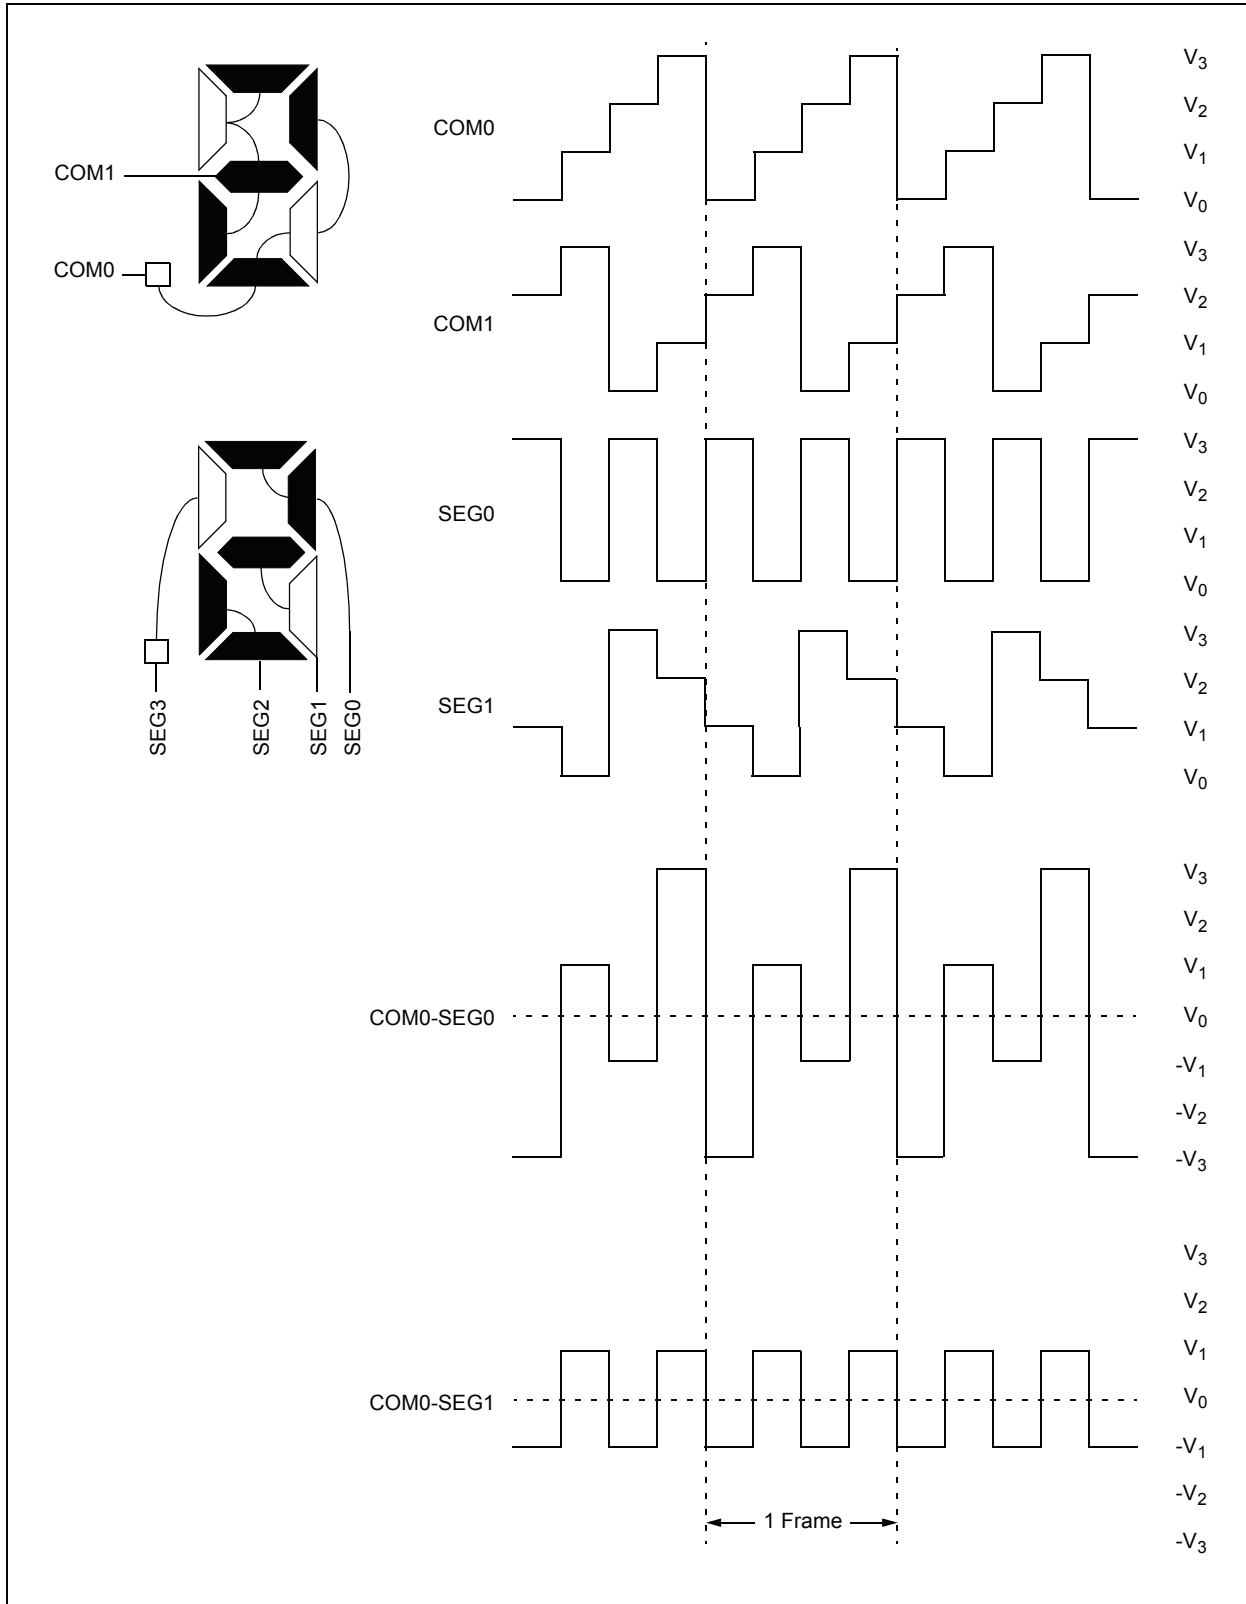 COM1
COM0
SEG3
SEG2
SEG1
SEG0
COM0
V3
V2
V1
V0
COM1
V3
V2
V1
V0
SEG0
V3
V2
V1
V0
SEG1
V3
V2
V1
V0
COM0-SEG0
V3
V2
V1
V0
-V1
-V2
-V3
COM0-SEG1
V3
V2
V1
V0
-V1
-V2
-V3
1 Frame